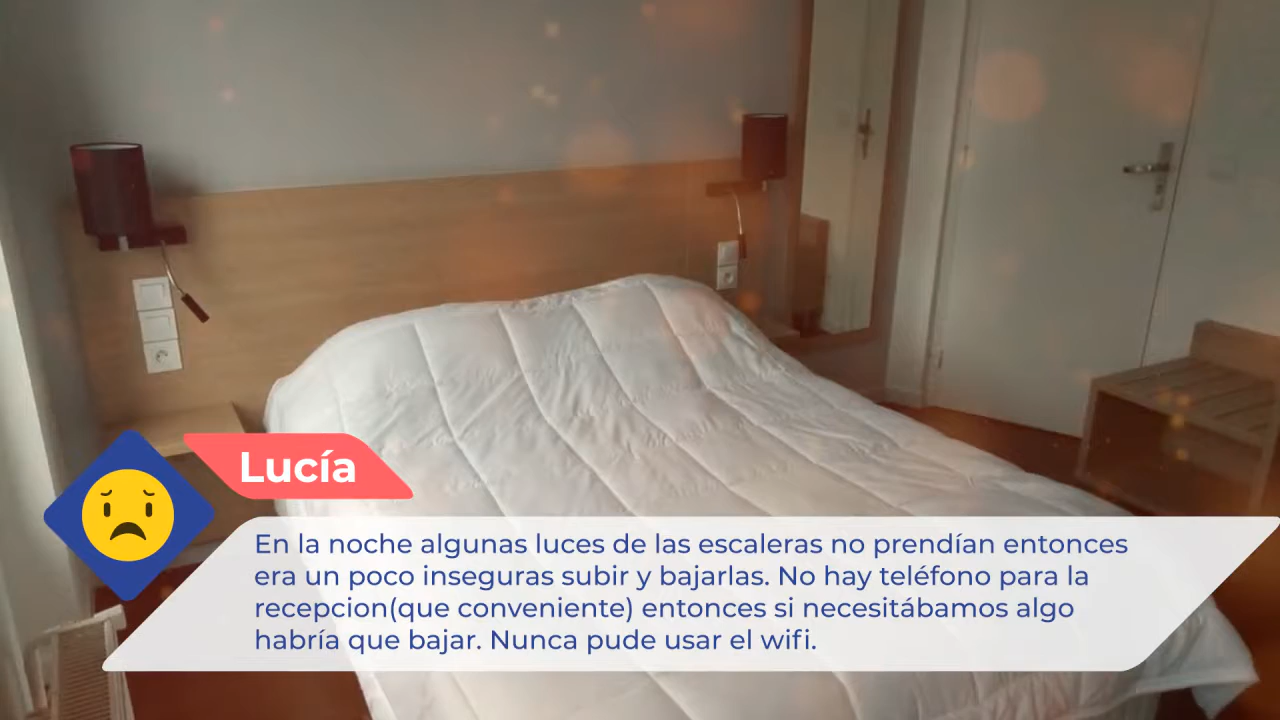 Lucía
En la noche algunas luces de las escaleras no prendían entonces
era un poco inseguras subir y bajarlas. No hay teléfono para la
recepcion(que conveniente) entonces si necesitábamos algo
habría que bajar. Nunca pude usar el wifi.